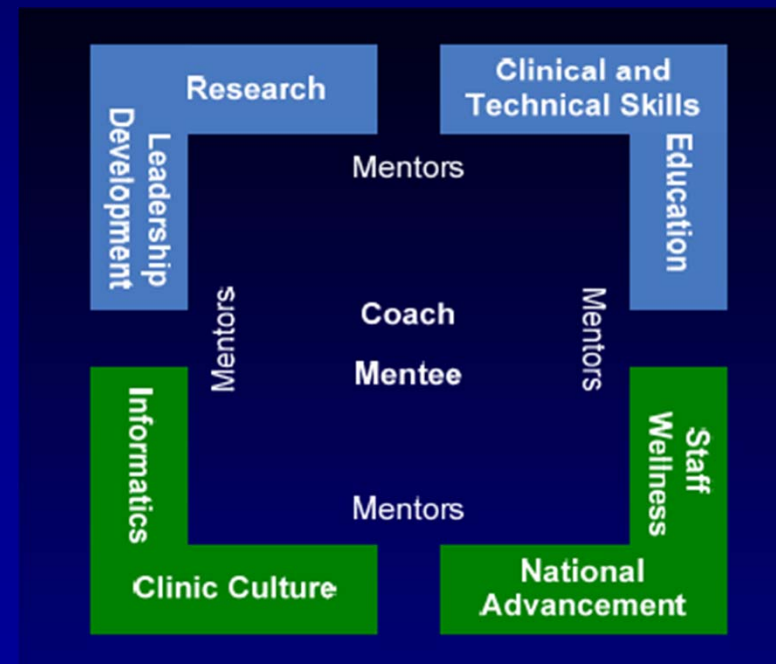 Research
Clinical and
Technical Skills
Leadership
Development
Mentors
Education
Mentors
Coach
Mentee
Mentors
Informatics
Staff
Wellness
Mentors
Clinic Culture
National
Advancement